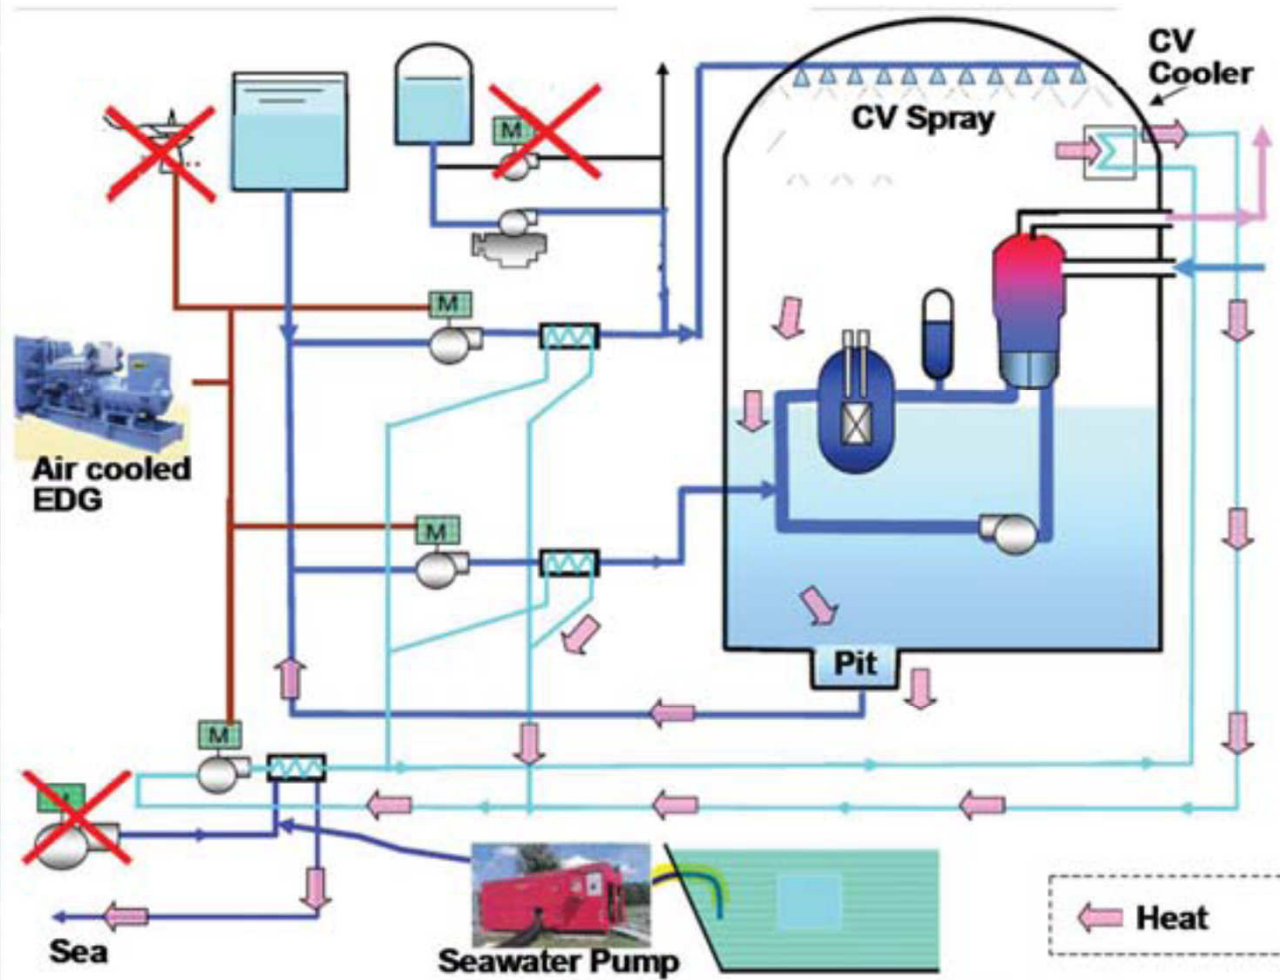 CV
Cooler
M
CV Spray
M
Air cooled
EDG
M
Pit
M
Heat
Sea
Seawater Pump